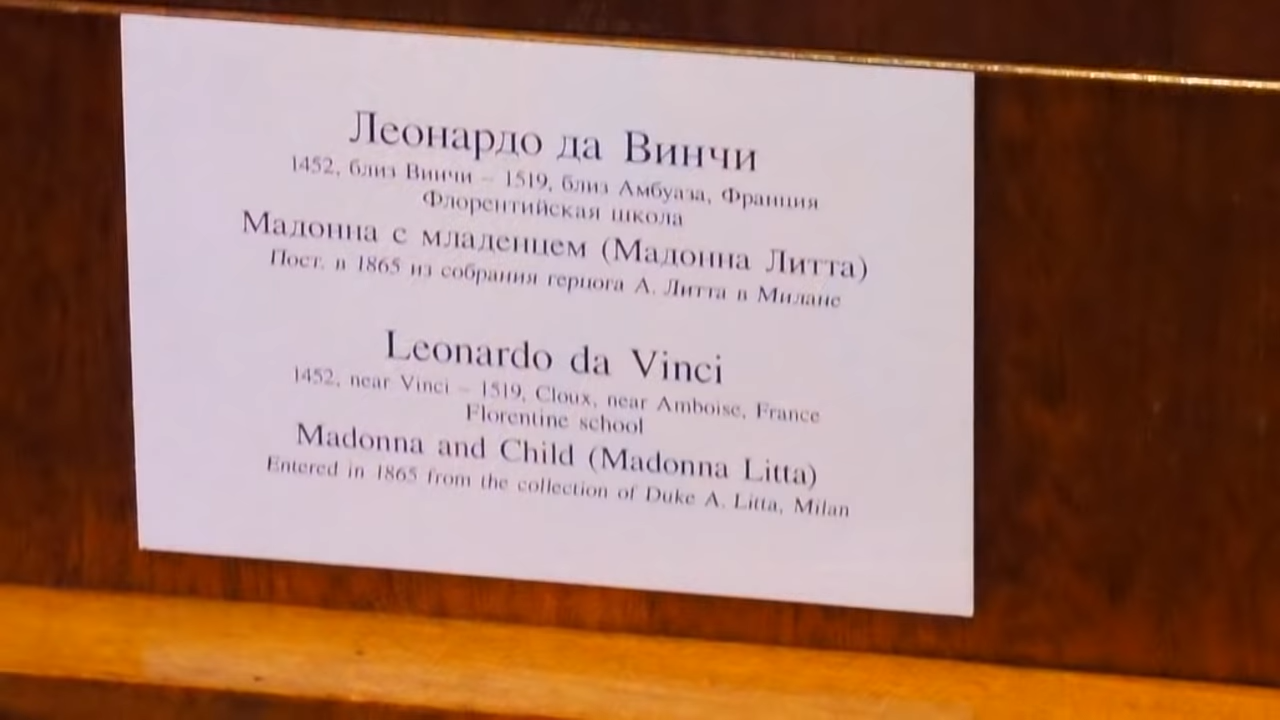 Леонардо да Винчи
1452, близ Винчи – 1519, близ Амбуаза, Франция
Флорентийская школа
Мадонна с младенцем (Мадонна Литта)
Пост. в 1865 из собрания герцога А. Литта в Милане
Leonardo da Vinci
1452, near Vinci – 1519, Cloux, near Amboise, France
Florentine school
Madonna and Child (Madonna Litta)
Entered in 1865 from the collection of Duke A. Litta, Milan